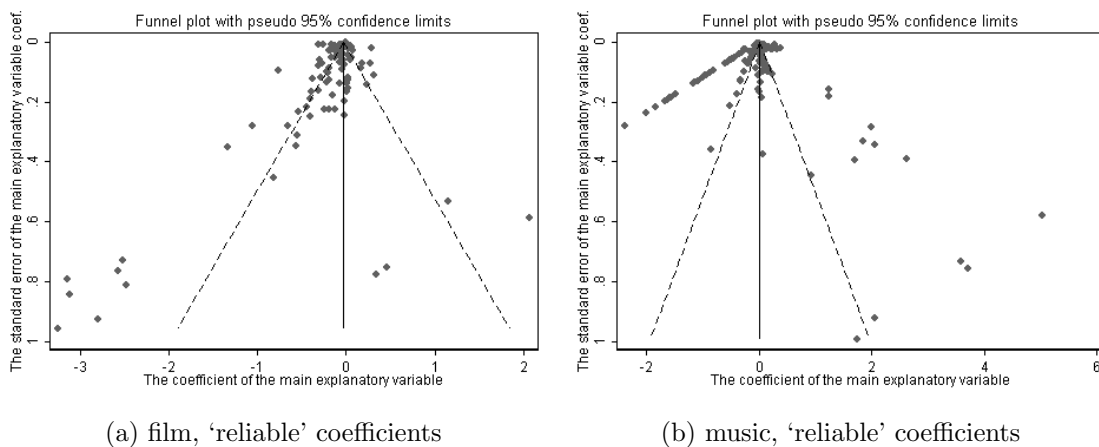 Funnel plot with pseudo 95% confidence limits
The standard error of the main explanatory variable coef.
0
.2
.4
.6
.8
1
-3
-2
-1
0
1
2
The coefficient of the main explanatory variable
(a) film, ‘reliable’ coefficients
Funnel plot with pseudo 95% confidence limits
The standard error of the main explanatory variable coef.
0
.2
.4
.6
.8
1
-2
0
2
4
6
The coefficient of the main explanatory variable
(b) music, ‘reliable’ coefficients